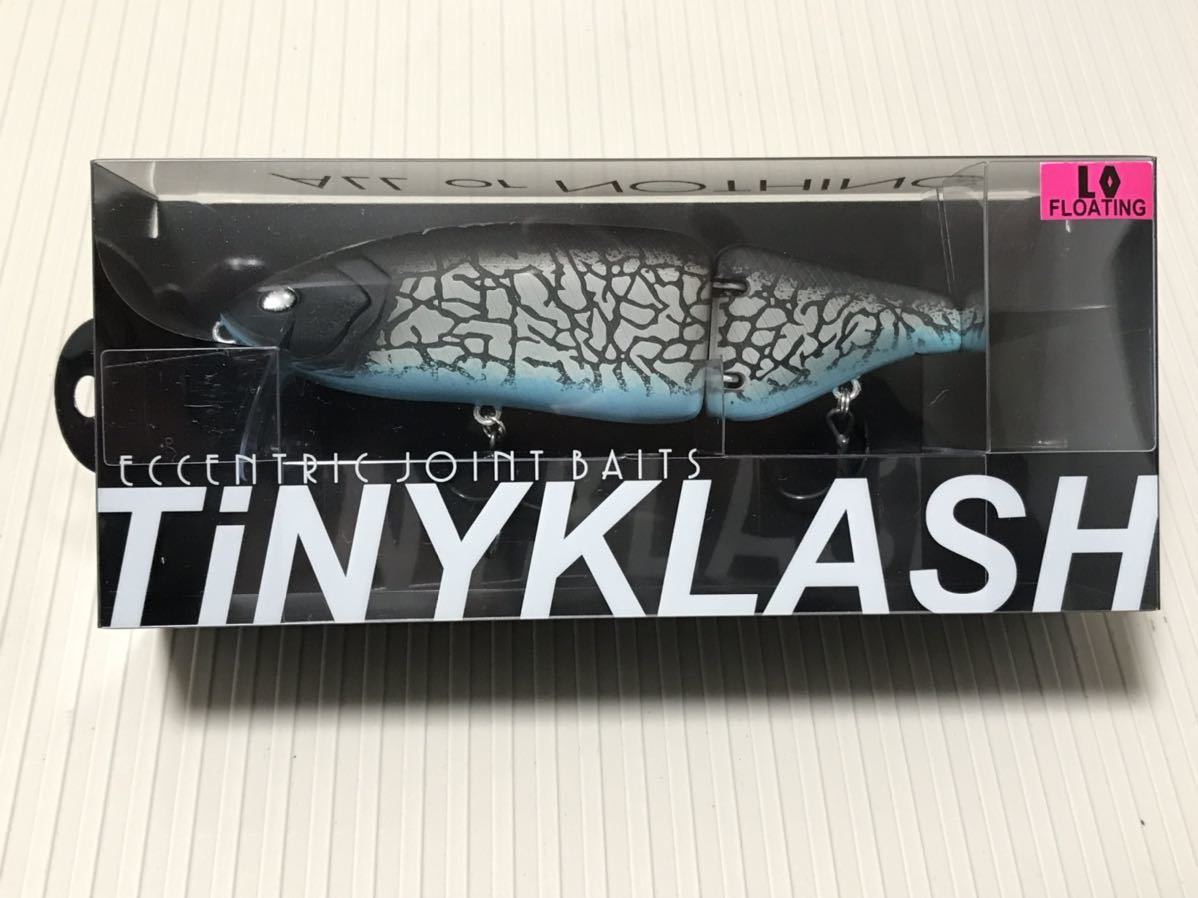 ALL or NOTHING
LO
FLOATING
ECCENTRIC JOINT BAITS
TiNYKLASH